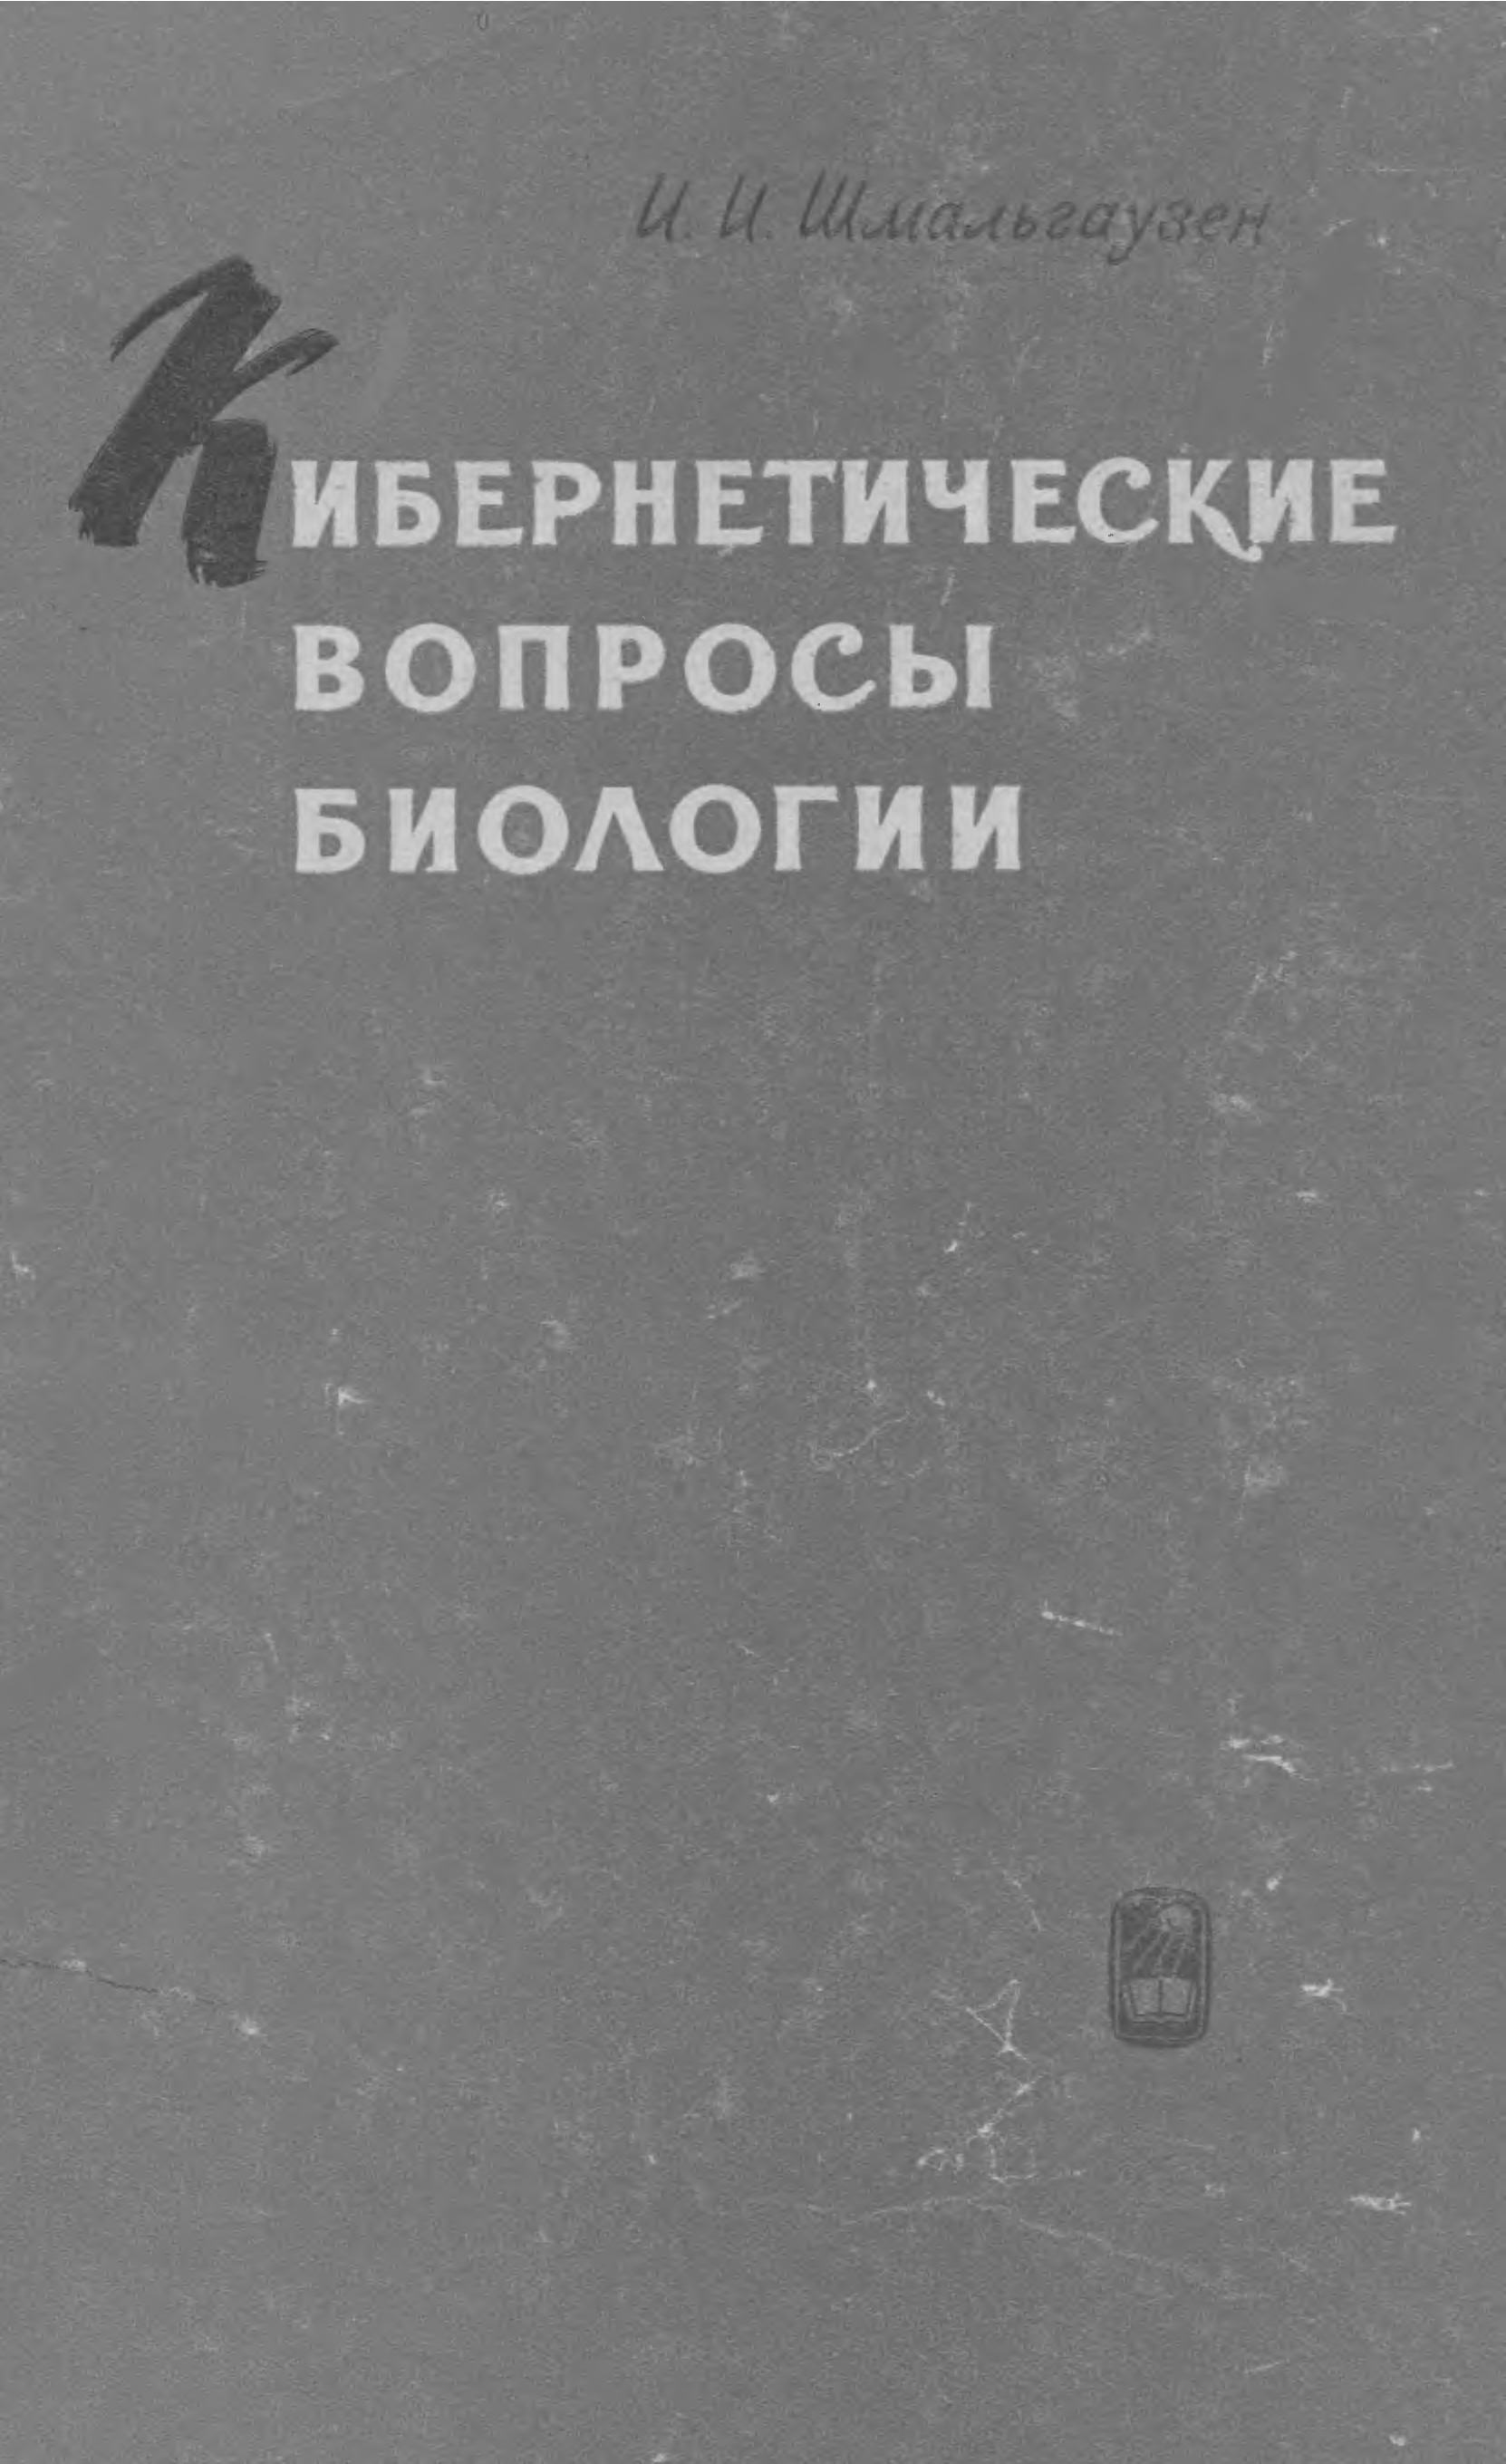 И. И. Шмальгаузен
КИБЕРНЕТИЧЕСКИЕ
ВОПРОСЫ
БИОЛОГИИ